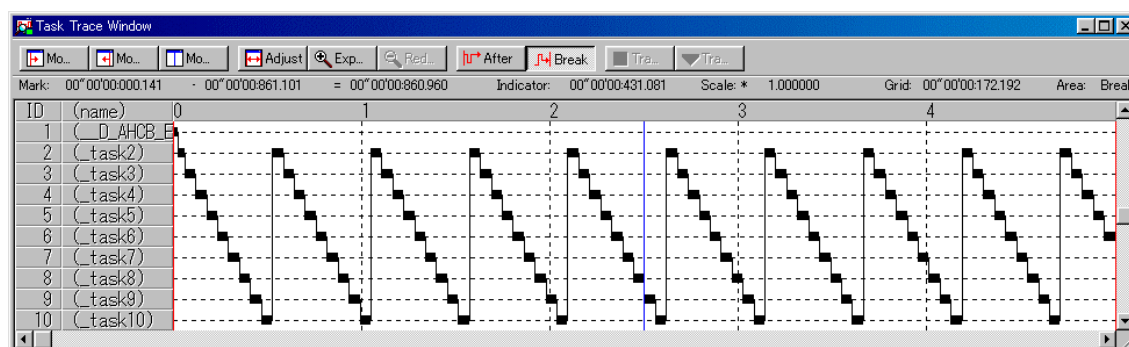 Task Trace Window
Mo... Mo... Mo... Adjust Exp... Red... After Break Tra... Tra...
Mark: 00"00'00:000.141 - 00"00'00:861.101 = 00"00'00:860.960 Indicator: 00"00'00:431.081 Scale: * 1.000000 Grid: 00"00'00:172.192 Area: Break
ID (name) 0 1 2 3 4
1 (__D_AHCB_E
2 (_task2)
3 (_task3)
4 (_task4)
5 (_task5)
6 (_task6)
7 (_task7)
8 (_task8)
9 (_task9)
10 (_task10)